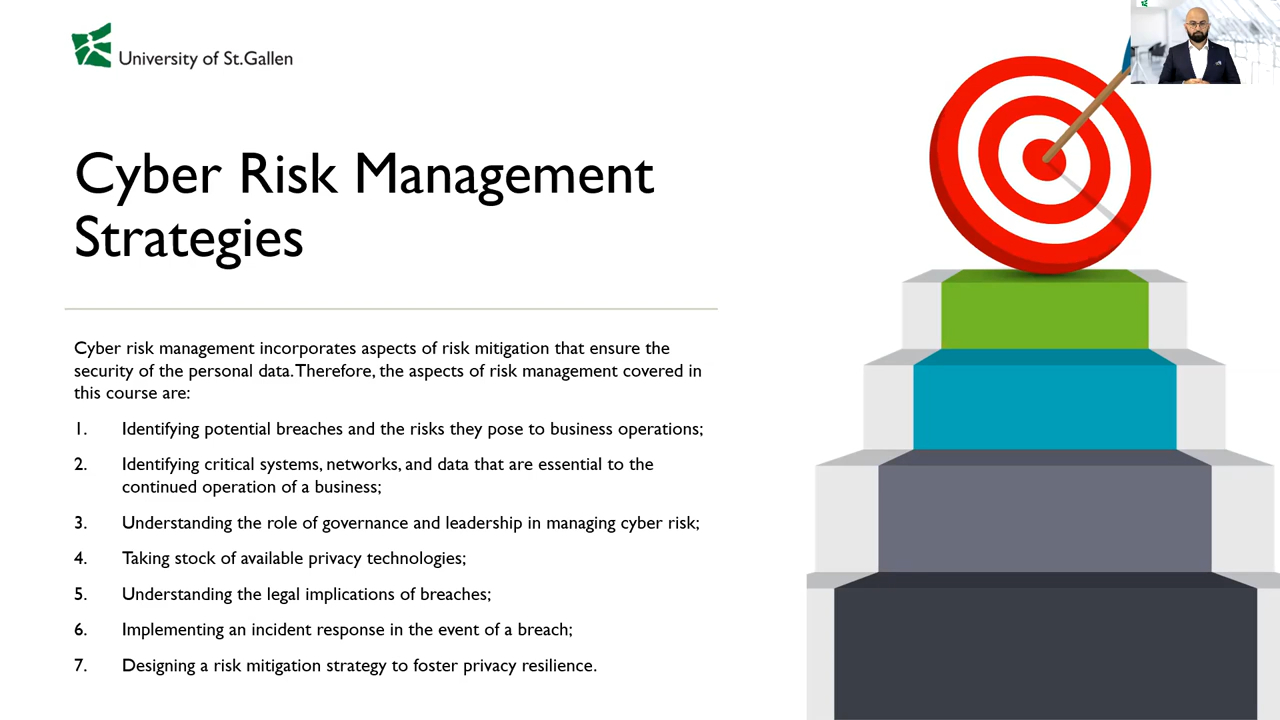 University of St.Gallen
Cyber Risk Management
Strategies
Cyber risk management incorporates aspects of risk mitigation that ensure the
security of the personal data. Therefore, the aspects of risk management covered in
this course are:
1. Identifying potential breaches and the risks they pose to business operations;
2. Identifying critical systems, networks, and data that are essential to the
continued operation of a business;
3. Understanding the role of governance and leadership in managing cyber risk;
4. Taking stock of available privacy technologies;
5. Understanding the legal implications of breaches;
6. Implementing an incident response in the event of a breach;
7. Designing a risk mitigation strategy to foster privacy resilience.